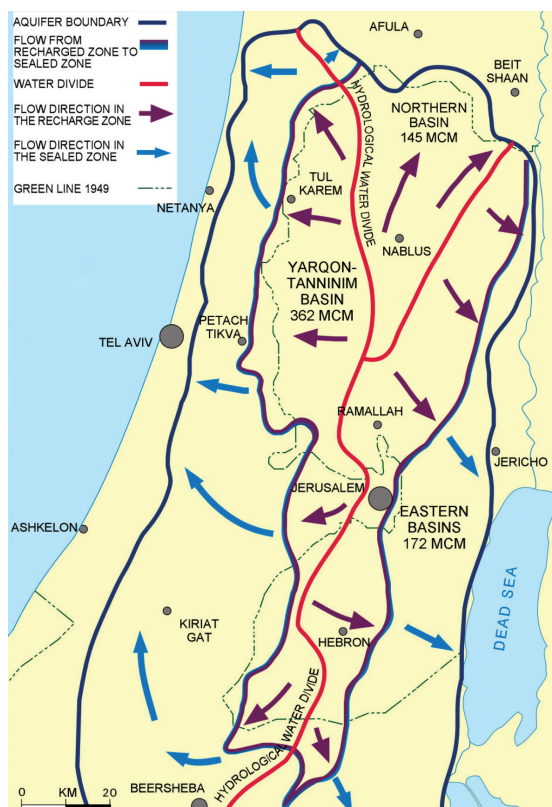 AQUIFER BOUNDARY
FLOW FROM
RECHARGED ZONE TO
SEALED ZONE
WATER DIVIDE
FLOW DIRECTION IN
THE RECHARGE ZONE
FLOW DIRECTION IN
THE SEALED ZONE
GREEN LINE 1949
AFULA
BEIT
SHAAN
HYDROLOGICAL WATER DIVIDE
NORTHERN
BASIN
145 MCM
TUL
KAREM
NETANYA
NABLUS
YARQON-
TANNINIM
BASIN
362 MCM
PETACH
TIKVA
TEL AVIV
RAMALLAH
JERICHO
JERUSALEM
EASTERN
BASINS
172 MCM
ASHKELON
DEAD SEA
KIRIAT
GAT
HEBRON
HYDROLOGICAL WATER DIVIDE
0 KM 20
BEERSHEBA